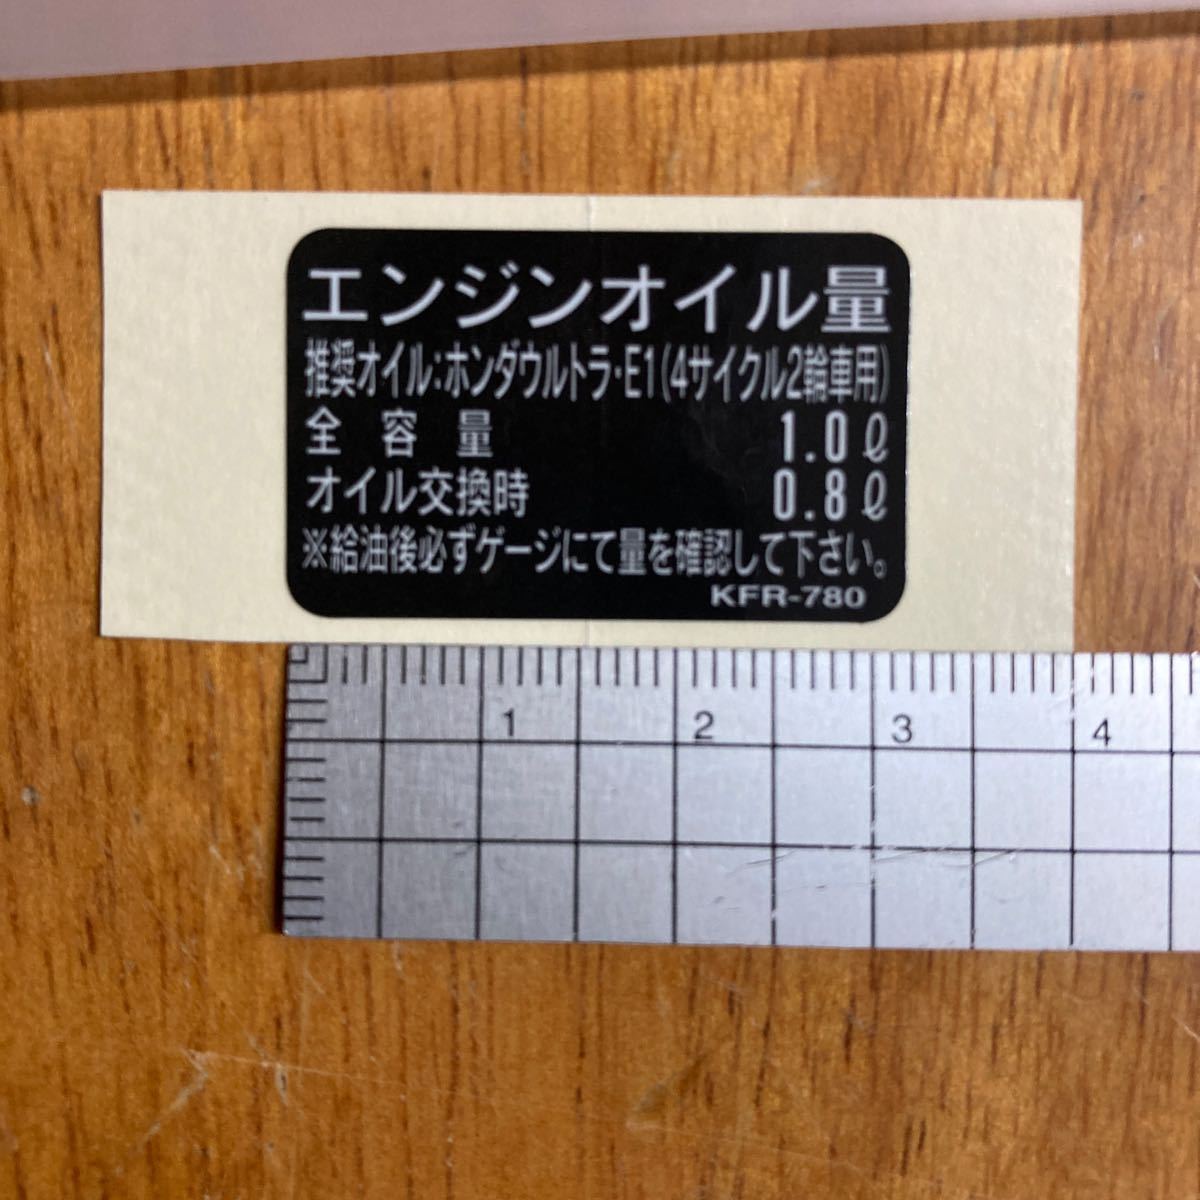 エンジンオイル量
推奨オイル:ホンダウルトラ・E1(4サイクル2輪車用)
全容量 1.0ℓ
オイル交換時 0.8ℓ
※給油後必ずゲージにて量を確認して下さい。
KFR-780
1 2 3 4